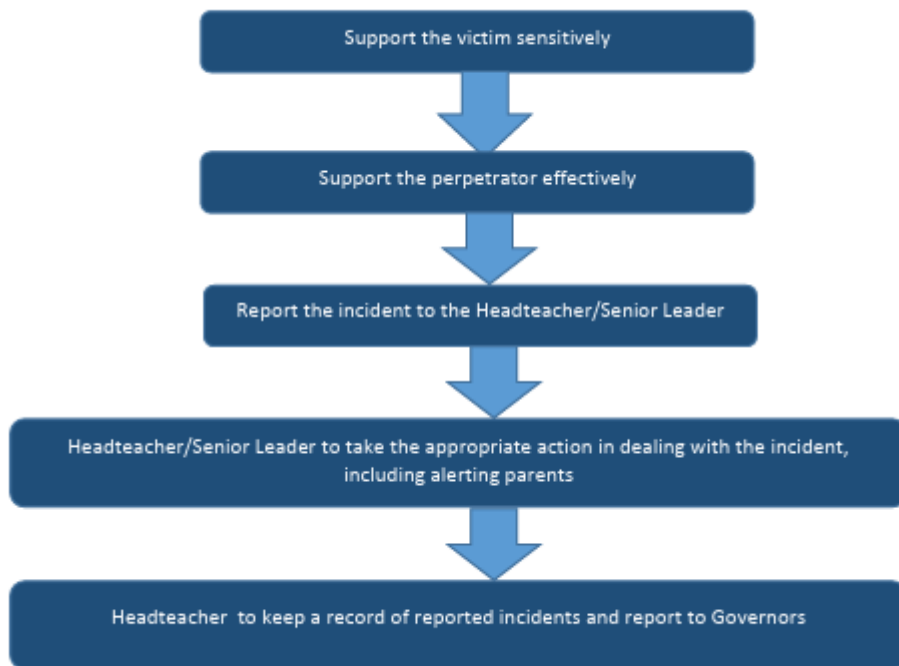 Support the victim sensitively
Support the perpetrator effectively
Report the incident to the Headteacher/Senior Leader
Headteacher/Senior Leader to take the appropriate action in dealing with the incident,
including alerting parents
Headteacher  to keep a record of reported incidents and report to Governors